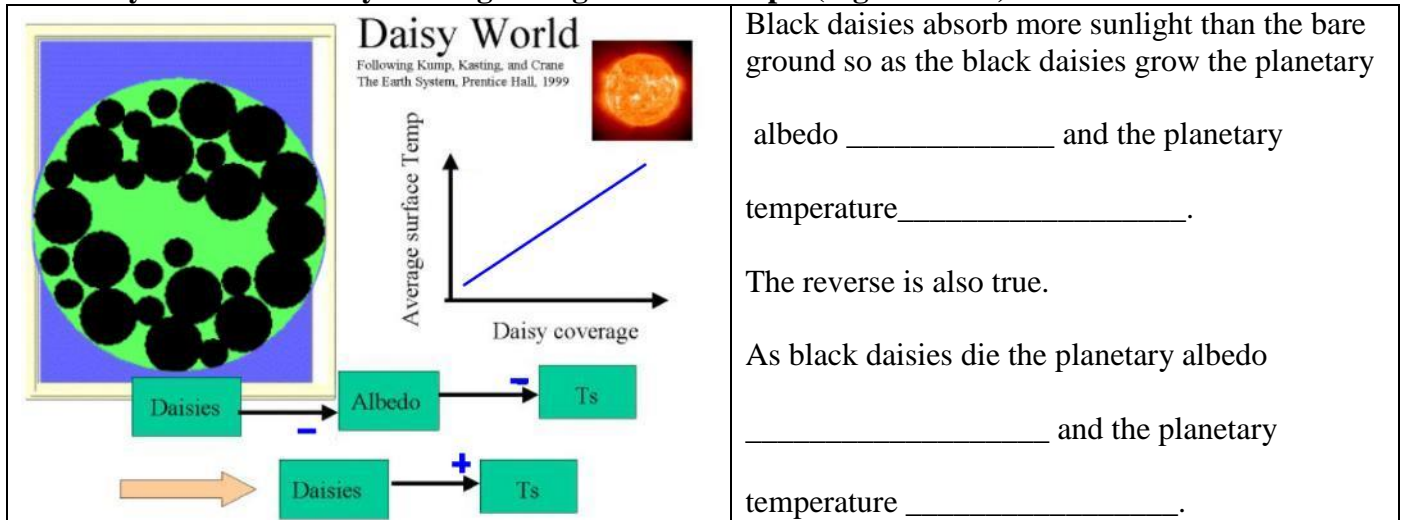 Daisy World
Following Kump, Kasting, and Crane
The Earth System, Prentice Hall, 1999
Average surface Temp
Daisy coverage
Daisies
-
Albedo
-
Ts
Daisies
+
Ts
Black daisies absorb more sunlight than the bare
ground so as the black daisies grow the planetary
albedo _____________ and the planetary
temperature__________________.
The reverse is also true.
As black daisies die the planetary albedo
___________________ and the planetary
temperature _________________.